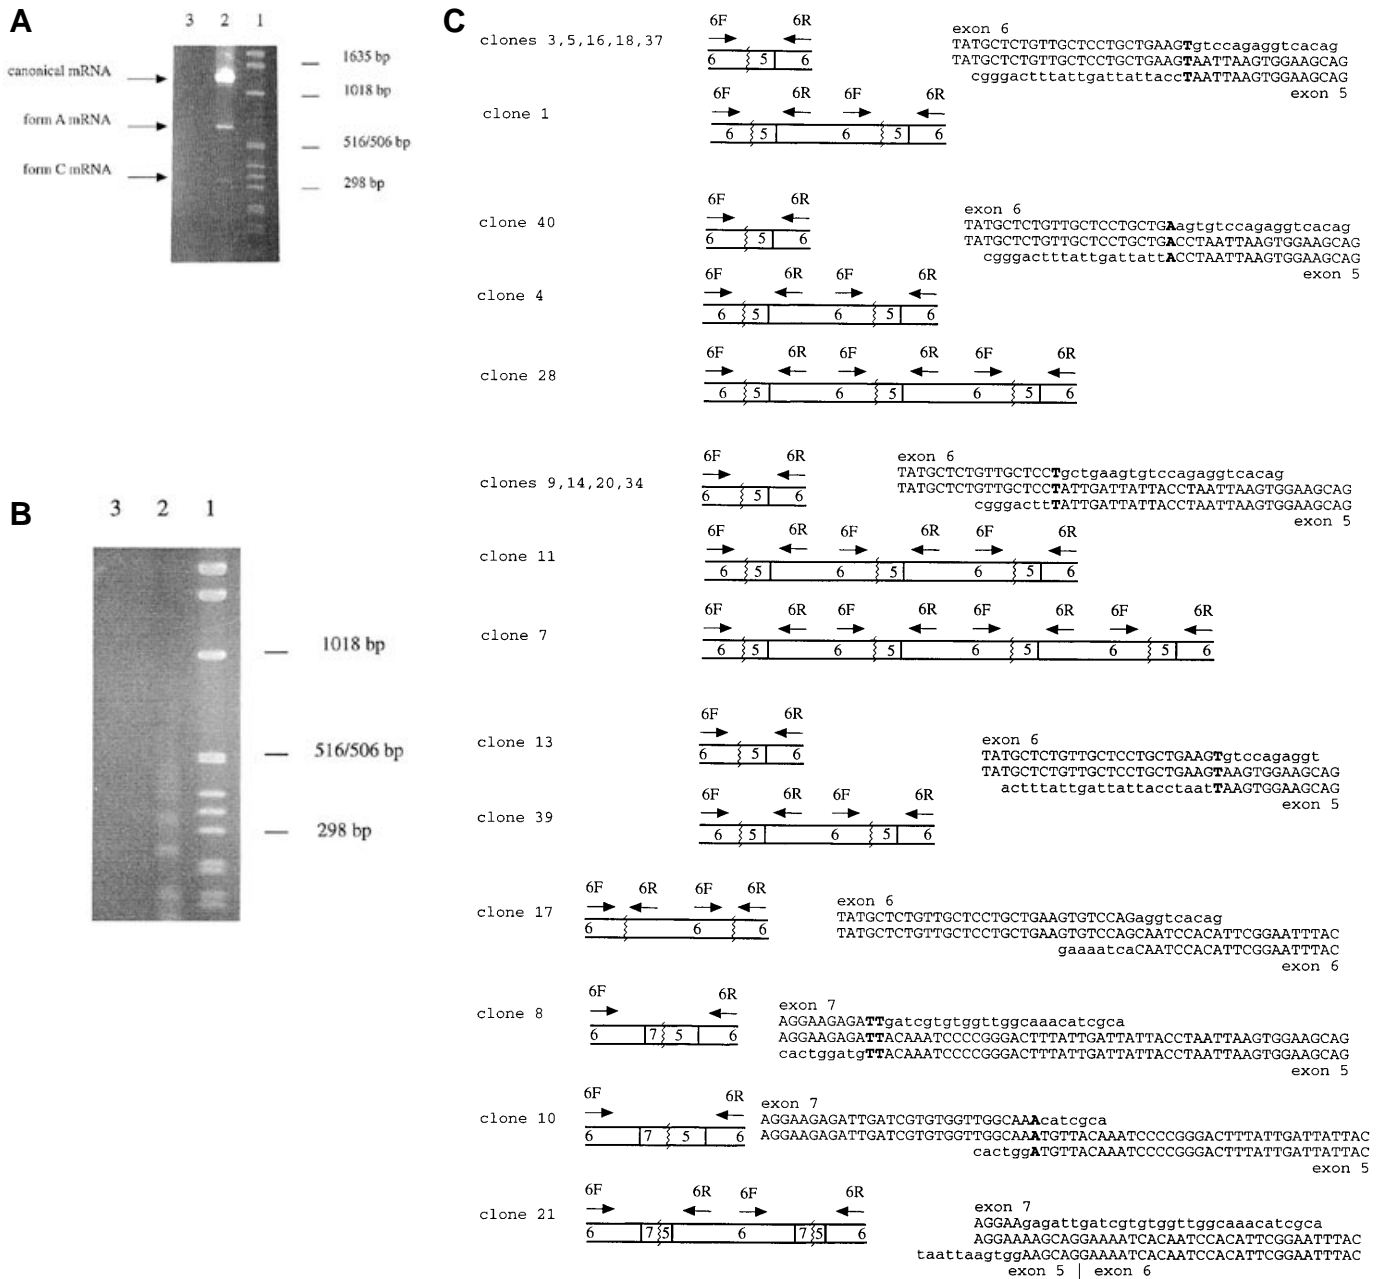 A
3 2 1
canonical mRNA
form A mRNA
form C mRNA
1635 bp
1018 bp
516/506 bp
298 bp
B
3 2 1
1018 bp
516/506 bp
298 bp
C
clones 3,5,16,18,37
6F 6R
6 5 6
exon 6
TATGCTCTGTTGCTCCTGCTGAAGTgtccagaggtcacag
TATGCTCTGTTGCTCCTGCTGAAGTAATTAAGTGGAAGCAG
cgggactttattgattattaccTAATTAAGTGGAAGCAG
exon 5
clone 1
6F 6R 6F 6R
6 5 6 5 6
clone 40
6F 6R
6 5 6
exon 6
TATGCTCTGTTGCTCCTGCTGAagtgtccagaggtcacag
TATGCTCTGTTGCTCCTGCTGACCTAATTAAGTGGAAGCAG
cgggactttattgattattACCTAATTAAGTGGAAGCAG
exon 5
clone 4
6F 6R 6F 6R
6 5 6 5 6
clone 28
6F 6R 6F 6R 6F 6R
6 5 6 5 6 5 6
clones 9,14,20,34
6F 6R
6 5 6
exon 6
TATGCTCTGTTGCTCCTgctgaagtgtccagaggtcacag
TATGCTCTGTTGCTCCTATTGATTATTACCTAATTAAGTGGAAGCAG
cgggactttATTGATTATTACCTAATTAAGTGGAAGCAG
exon 5
clone 11
6F 6R 6F 6R 6F 6R
6 5 6 5 6 5 6
clone 7
6F 6R 6F 6R 6F 6R 6F 6R
6 5 6 5 6 5 6 5 6
clone 13
6F 6R
6 5 6
exon 6
TATGCTCTGTTGCTCCTGCTGAAGTgtccagaggt
TATGCTCTGTTGCTCCTGCTGAAGTAAGTGGAAGCAG
actttattgattattacctaatTAAGTGGAAGCAG
exon 5
clone 39
6F 6R 6F 6R
6 5 6 5 6
clone 17
6F 6R 6F 6R
6 6 6
exon 6
TATGCTCTGTTGCTCCTGCTGAAGTGTCCAGaggtcacag
TATGCTCTGTTGCTCCTGCTGAAGTGTCCAGCAATCCACATTCGGAATTTAC
gaaaatcaCAATCCACATTCGGAATTTAC
exon 6
clone 8
6F 6R
6 7 5 6
exon 7
AGGAAGAGATTgatcgtgtggttggcaaacatcgca
AGGAAGAGATTACAAATCCCCGGGACTTTATTGATTATTACCTAATTAAGTGGAAGCAG
cactggatgTTACAAATCCCCGGGACTTTATTGATTATTACCTAATTAAGTGGAAGCAG
exon 5
clone 10
6F 6R
6 7 5 6
exon 7
AGGAAGAGATTGATCGTGTGGTTGGCAAAcatcgca
AGGAAGAGATTGATCGTGTGGTTGGCAAATGTTACAAATCCCCGGGACTTTATTGATTATTAC
cactggATGTTACAAATCCCCGGGACTTTATTGATTATTAC
exon 5
clone 21
6F 6R 6F 6R
6 7 5 6 7 5 6
exon 7
AGGAAgagattgatcgtgtggttggcaaacatcgca
AGGAAAAGCAGGAAAATCACAATCCACATTCGGAATTTAC
taattaagtggAAGCAGGAAAATCACAATCCACATTCGGAATTTAC
exon 5 | exon 6